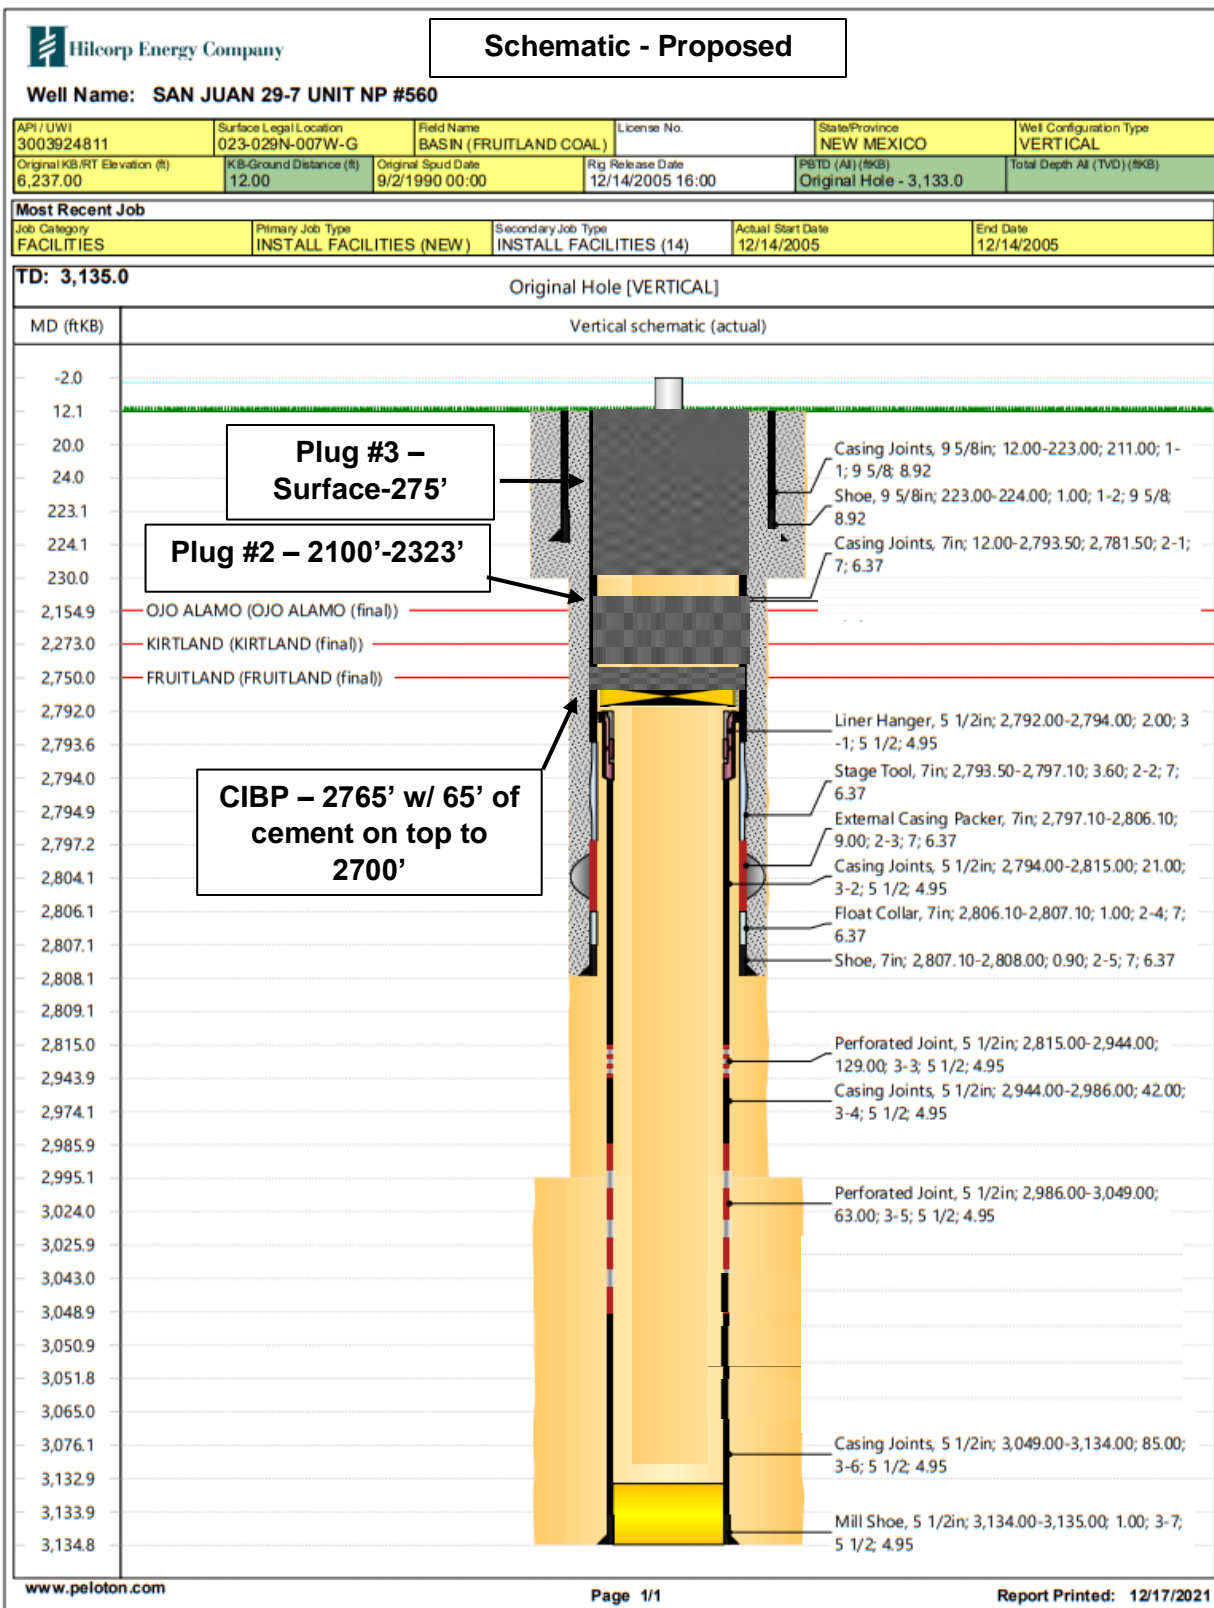 Hilcorp Energy Company
Schematic - Proposed
Well Name: SAN JUAN 29-7 UNIT NP #560
API / UWI
3003924811
Surface Legal Location
023-029N-007W-G
Field Name
BASIN (FRUITLAND COAL)
License No.
State/Province
NEW MEXICO
Well Configuration Type
VERTICAL
Original KB/RT Elevation (ft)
6,237.00
KB-Ground Distance (ft)
12.00
Original Spud Date
9/2/1990 00:00
Rig Release Date
12/14/2005 16:00
PBTD (All) (ftKB)
Original Hole - 3,133.0
Total Depth All (TVD) (ftKB)
Most Recent Job
Job Category
FACILITIES
Primary Job Type
INSTALL FACILITIES (NEW)
Secondary Job Type
INSTALL FACILITIES (14)
Actual Start Date
12/14/2005
End Date
12/14/2005
TD: 3,135.0
Original Hole [VERTICAL]
MD (ftKB)
Vertical schematic (actual)
-2.0
12.1
20.0
24.0
223.1
224.1
230.0
2,154.9
2,273.0
2,750.0
2,792.0
2,793.6
2,794.0
2,794.9
2,797.2
2,804.1
2,806.1
2,807.1
2,808.1
2,809.1
2,815.0
2,943.9
2,974.1
2,985.9
2,995.1
3,024.0
3,025.9
3,043.0
3,048.9
3,050.9
3,051.8
3,065.0
3,076.1
3,132.9
3,133.9
3,134.8
Plug #3 –
Surface-275’
Plug #2 – 2100’-2323’
OJO ALAMO (OJO ALAMO (final))
KIRTLAND (KIRTLAND (final))
FRUITLAND (FRUITLAND (final))
CIBP – 2765’ w/ 65’ of
cement on top to
2700’
Casing Joints, 9 5/8in; 12.00-223.00; 211.00; 1-
1; 9 5/8; 8.92
Shoe, 9 5/8in; 223.00-224.00; 1.00; 1-2; 9 5/8;
8.92
Casing Joints, 7in; 12.00-2,793.50; 2,781.50; 2-1;
7; 6.37
Liner Hanger, 5 1/2in; 2,792.00-2,794.00; 2.00; 3
-1; 5 1/2; 4.95
Stage Tool, 7in; 2,793.50-2,797.10; 3.60; 2-2; 7;
6.37
External Casing Packer, 7in; 2,797.10-2,806.10;
9.00; 2-3; 7; 6.37
Casing Joints, 5 1/2in; 2,794.00-2,815.00; 21.00;
3-2; 5 1/2; 4.95
Float Collar, 7in; 2,806.10-2,807.10; 1.00; 2-4; 7;
6.37
Shoe, 7in; 2,807.10-2,808.00; 0.90; 2-5; 7; 6.37
Perforated Joint, 5 1/2in; 2,815.00-2,944.00;
129.00; 3-3; 5 1/2; 4.95
Casing Joints, 5 1/2in; 2,944.00-2,986.00; 42.00;
3-4; 5 1/2; 4.95
Perforated Joint, 5 1/2in; 2,986.00-3,049.00;
63.00; 3-5; 5 1/2; 4.95
Casing Joints, 5 1/2in; 3,049.00-3,134.00; 85.00;
3-6; 5 1/2; 4.95
Mill Shoe, 5 1/2in; 3,134.00-3,135.00; 1.00; 3-7;
5 1/2; 4.95
www.peloton.com
Page 1/1
Report Printed: 12/17/2021